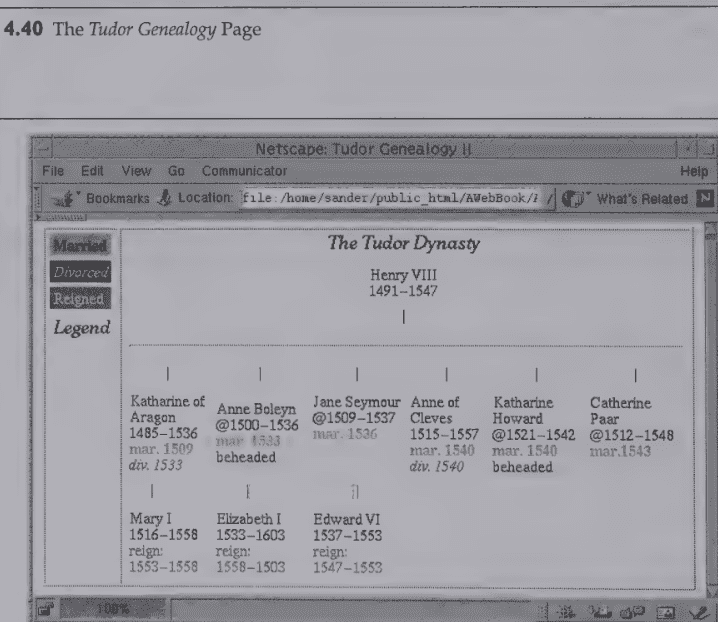 4.40 The Tudor Genealogy Page
Netscape: Tudor Genealogy II
File Edit View Go Communicator Help
Bookmarks Location: file:/home/sander/public_html/AWebBook/ What's Related N
Married
Divorced
Reigned
Legend
The Tudor Dynasty
Henry VIII
1491–1547
Katharine of
Aragon
1485–1536
mar. 1509
div. 1533
Anne Boleyn
@1500–1536
mar 1533
beheaded
Jane Seymour
@1509–1537
mar. 1536
Anne of
Cleves
1515–1557
mar. 1540
div. 1540
Katharine
Howard
@1521–1542
mar. 1540
beheaded
Catherine
Paar
@1512–1548
mar.1543
Mary I
1516–1558
reign:
1553–1558
Elizabeth I
1533–1603
reign:
1558–1503
Edward VI
1537–1553
reign:
1547–1553
100%